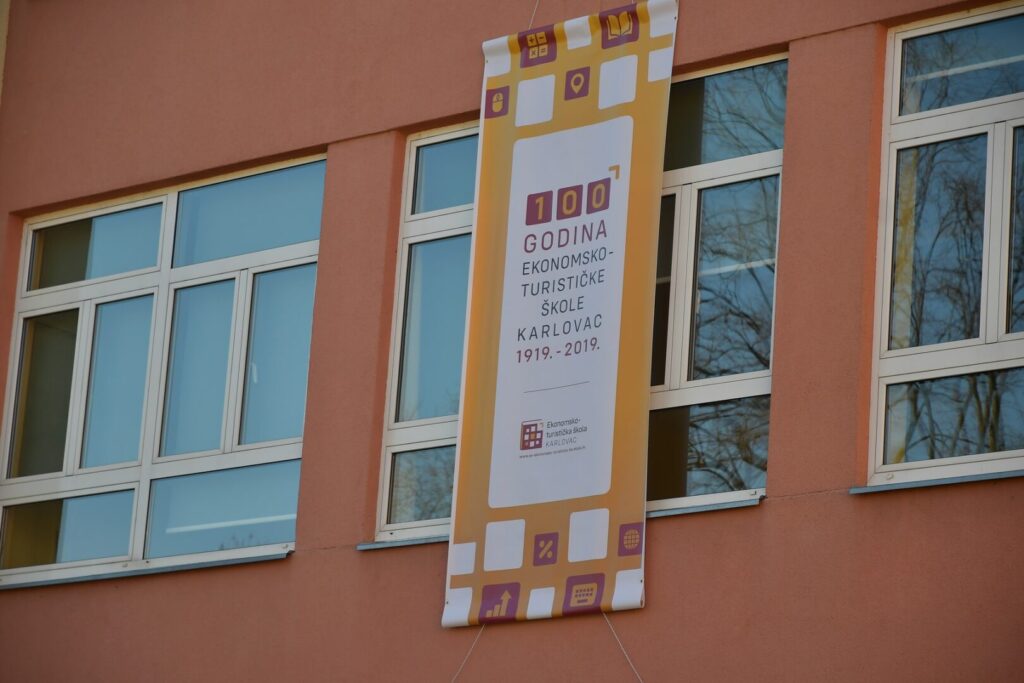 100
GODINA
EKONOMSKO-
TURISTIČKE
ŠKOLE
KARLOVAC
1919. - 2019.
Ekonomsko-
turistička škola
KARLOVAC